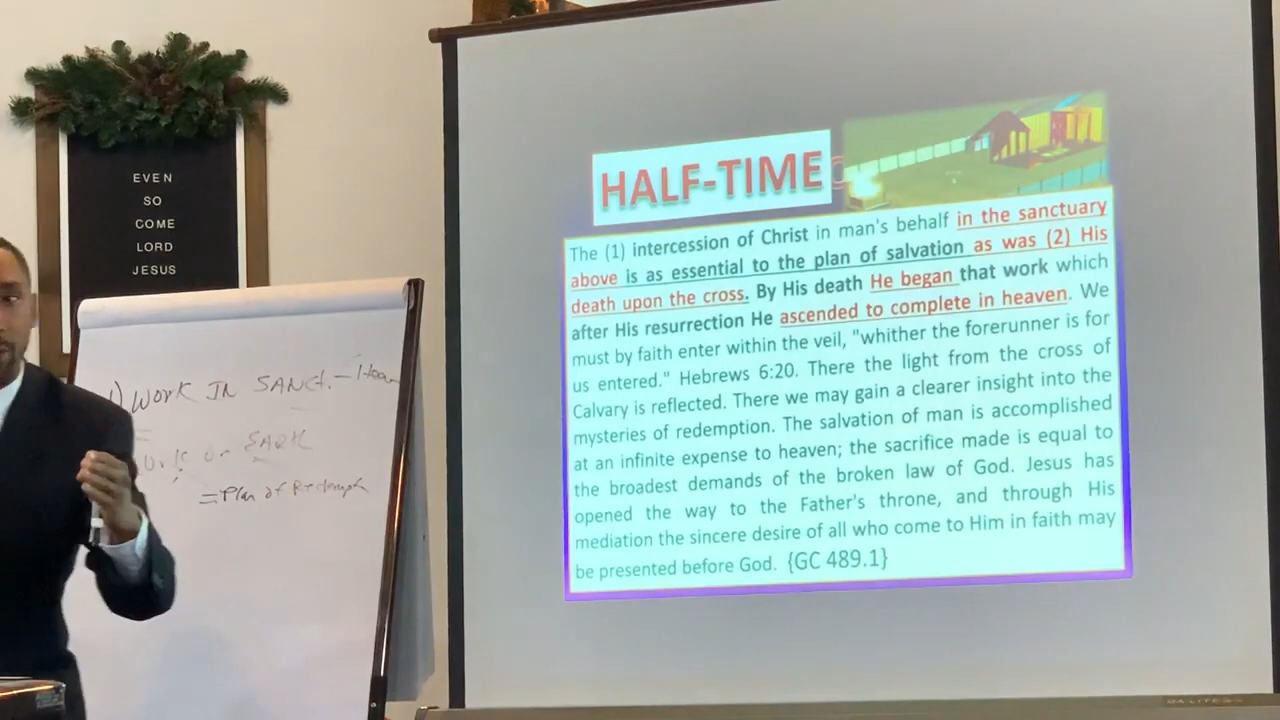 EVEN
SO
COME
LORD
JESUS
1) WORK IN SANCT. -
on EARTH
= Plan of Redempt
HALF-TIME
The (1) intercession of Christ in man's behalf in the sanctuary
above is as essential to the plan of salvation as was (2) His
death upon the cross. By His death He began that work which
after His resurrection He ascended to complete in heaven. We
must by faith enter within the veil, "whither the forerunner is for
us entered." Hebrews 6:20. There the light from the cross of
Calvary is reflected. There we may gain a clearer insight into the
mysteries of redemption. The salvation of man is accomplished
at an infinite expense to heaven; the sacrifice made is equal to
the broadest demands of the broken law of God. Jesus has
opened the way to the Father's throne, and through His
mediation the sincere desire of all who come to Him in faith may
be presented before God. {GC 489.1}
DA-LITE